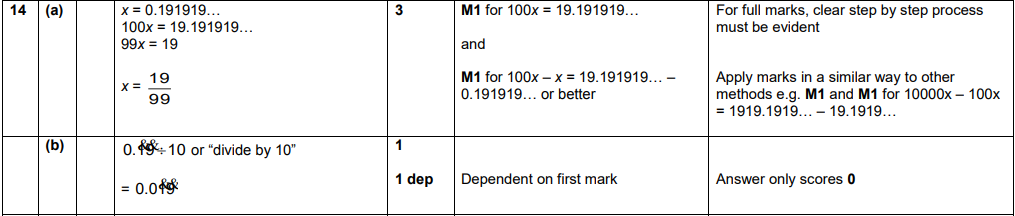 14 (a) x = 0.191919… 3 M1 for 100x = 19.191919… For full marks, clear step by step process
100x = 19.191919… must be evident
99x = 19 and
x = 19/99 M1 for 100x – x = 19.191919… – Apply marks in a similar way to other
0.191919… or better methods e.g. M1 and M1 for 10000x – 100x
= 1919.1919… – 19.1919…
(b) 0.19 ÷ 10 or “divide by 10” 1
= 0.019 1 dep Dependent on first mark Answer only scores 0